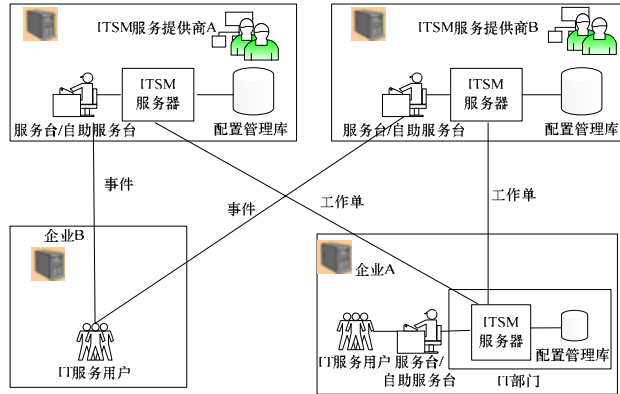 ITSM服务提供商A
ITSM
服务器
服务台/自助服务台
配置管理库
ITSM服务提供商B
ITSM
服务器
服务台/自助服务台
配置管理库
事件
事件
工作单
工作单
企业B
IT服务用户
企业A
IT服务用户
服务台/
自助服务台
ITSM
服务器
配置管理库
IT部门